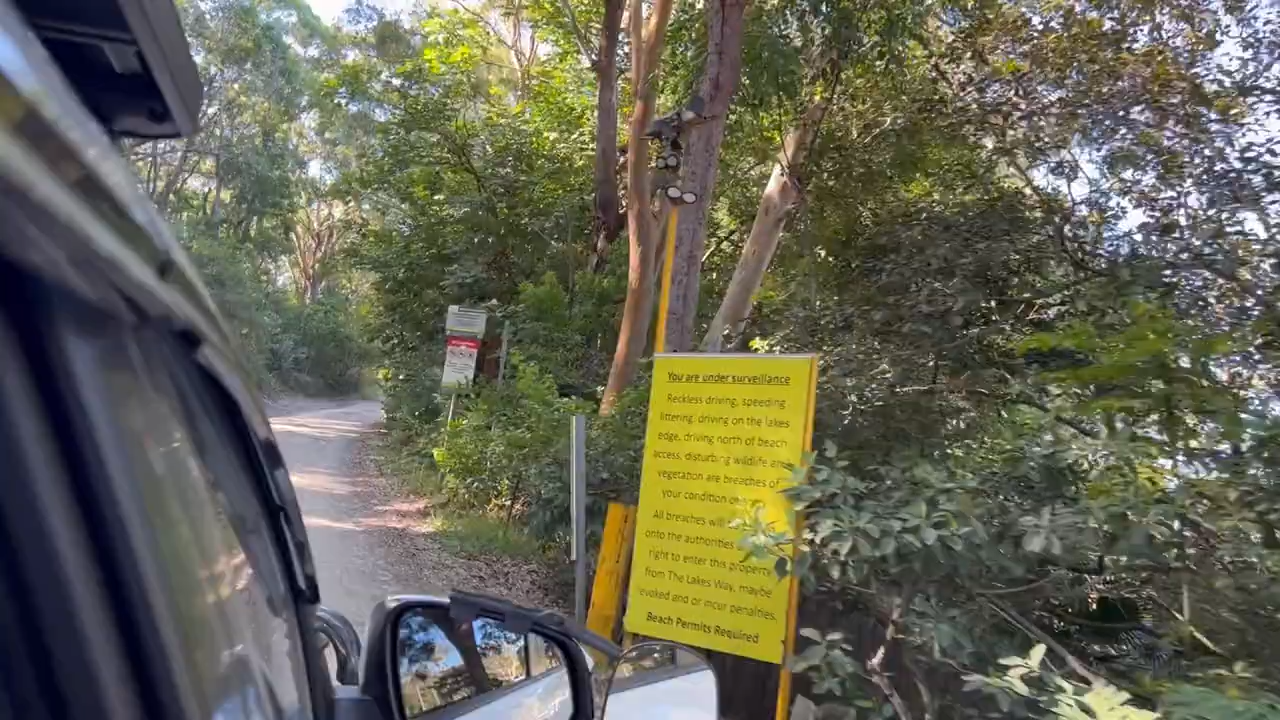 You are under surveillance
Reckless driving, speeding
littering, driving on the lakes
edge, driving north of beach
access, disturbing wildlife and
vegetation are breaches of
your condition of
All breaches will
onto the authorities
right to enter this property
from The Lakes Way, maybe
evoked and or incur penalties.
Beach Permits Required